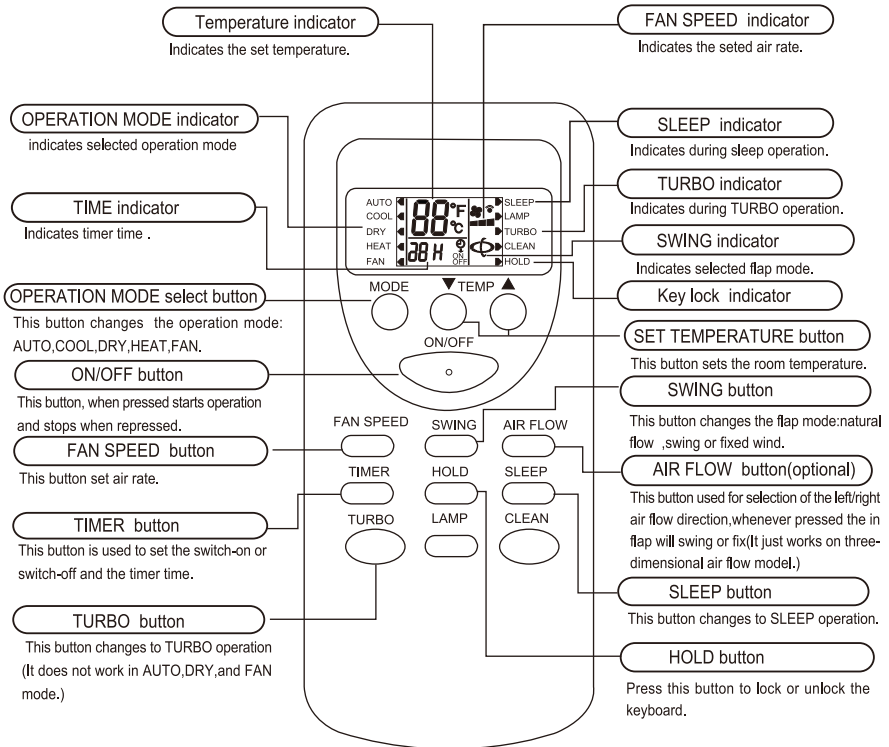 Temperature indicator
Indicates the set temperature.
FAN SPEED indicator
Indicates the seted air rate.
OPERATION MODE indicator
indicates selected operation mode
TIME indicator
Indicates timer time .
OPERATION MODE select button
This button changes the operation mode:
AUTO,COOL,DRY,HEAT,FAN.
ON/OFF button
This button, when pressed starts operation
and stops when repressed.
FAN SPEED button
This button set air rate.
TIMER button
This button is used to set the switch-on or
switch-off and the timer time.
TURBO button
This button changes to TURBO operation
(It does not work in AUTO,DRY,and FAN
mode.)
AUTO
COOL
DRY
HEAT
FAN
88 °F
°C
28 H ON
OFF
SLEEP
LAMP
TURBO
CLEAN
HOLD
MODE ▼ TEMP ▲
ON/OFF
FAN SPEED SWING AIR FLOW
TIMER HOLD SLEEP
TURBO LAMP CLEAN
SLEEP indicator
Indicates during sleep operation.
TURBO indicator
Indicates during TURBO operation.
SWING indicator
Indicates selected flap mode.
Key lock indicator
SET TEMPERATURE button
This button sets the room temperature.
SWING button
This button changes the flap mode:natural
flow ,swing or fixed wind.
AIR FLOW button(optional)
This button used for selection of the left/right
air flow direction,whenever pressed the in
flap will swing or fix(It just works on three-
dimensional air flow model.)
SLEEP button
This button changes to SLEEP operation.
HOLD button
Press this button to lock or unlock the
keyboard.